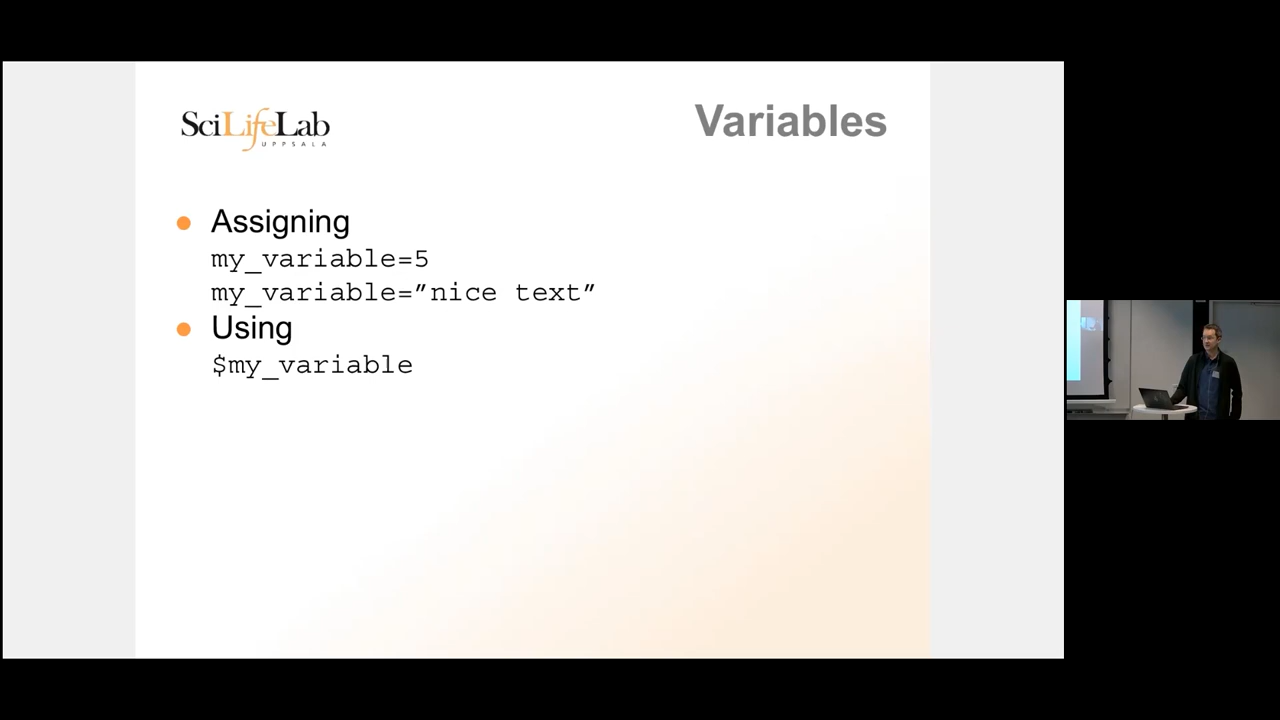 SciLifeLab
UPPSALA
Variables
Assigning
my_variable=5
my_variable=”nice text”
Using
$my_variable